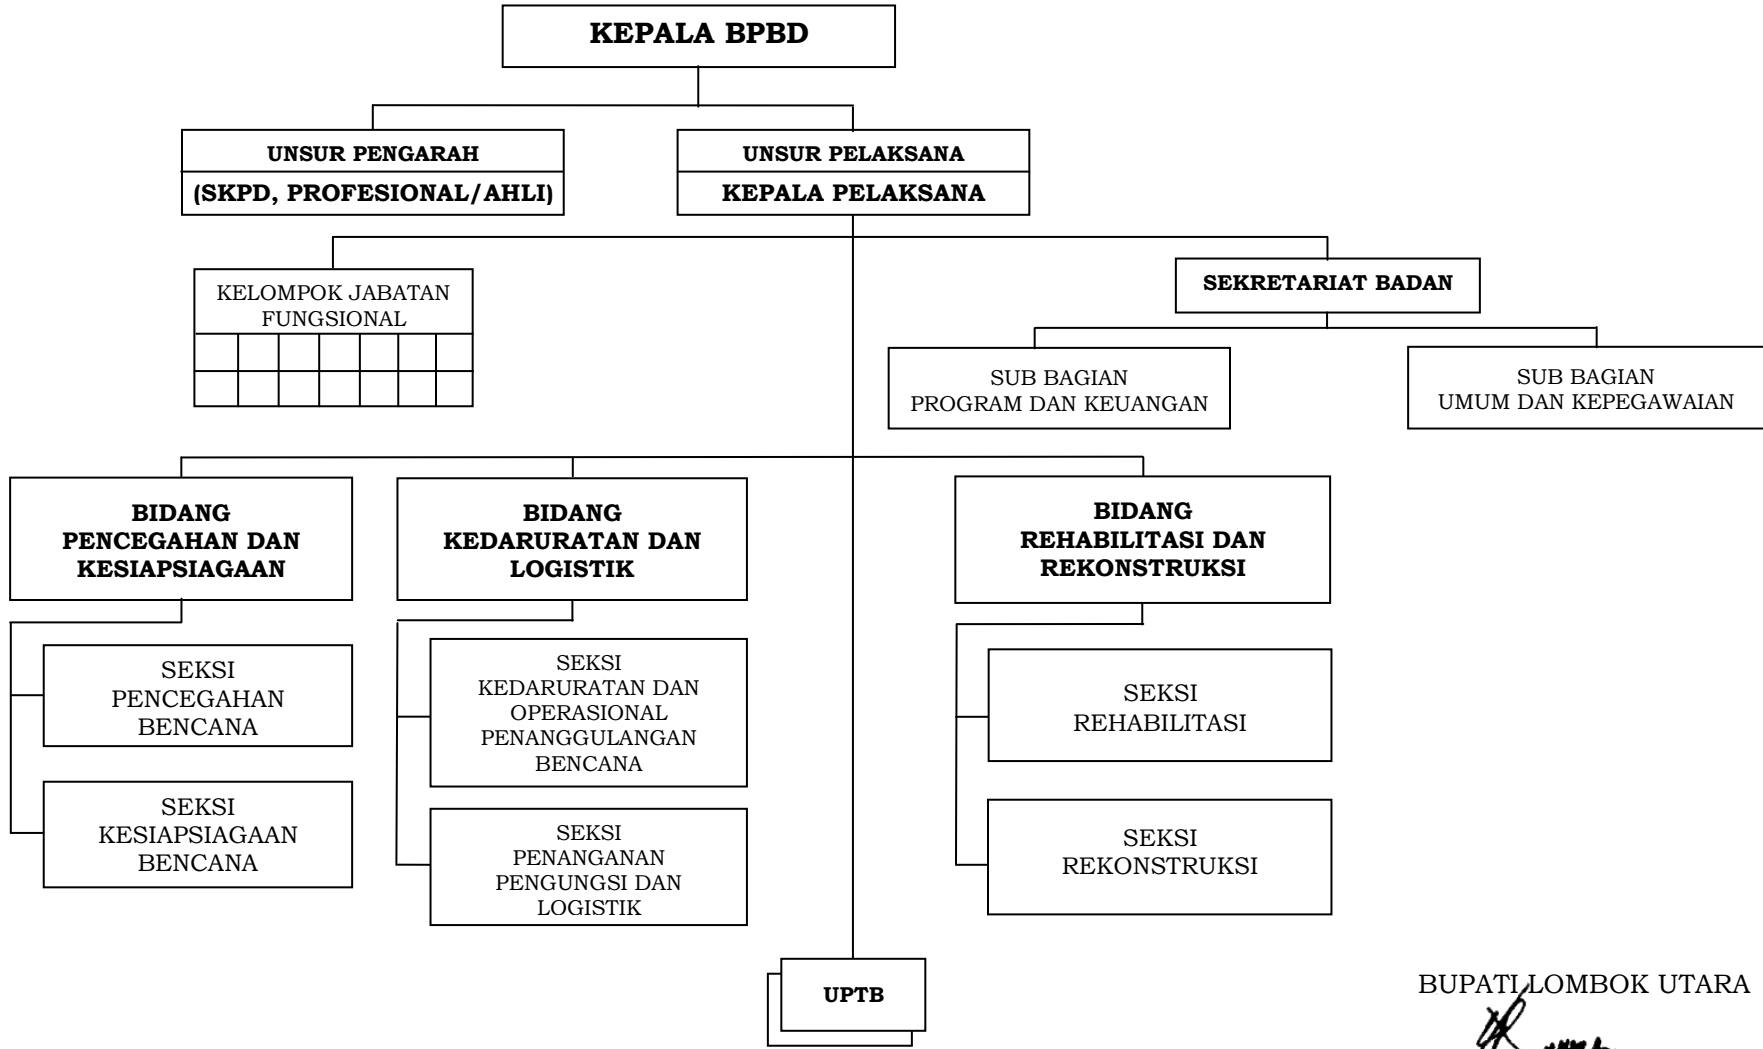 KEPALA BPBD
UNSUR PENGARAH
(SKPD, PROFESIONAL/AHLI)
UNSUR PELAKSANA
KEPALA PELAKSANA
KELOMPOK JABATAN
FUNGSIONAL
SEKRETARIAT BADAN
SUB BAGIAN
PROGRAM DAN KEUANGAN
SUB BAGIAN
UMUM DAN KEPEGAWAIAN
BIDANG
PENCEGAHAN DAN
KESIAPSIAGAAN
BIDANG
KEDARURATAN DAN
LOGISTIK
BIDANG
REHABILITASI DAN
REKONSTRUKSI
SEKSI
PENCEGAHAN
BENCANA
SEKSI
KESIAPSIAGAAN
BENCANA
SEKSI
KEDARURATAN DAN
OPERASIONAL
PENANGGULANGAN
BENCANA
SEKSI
PENANGANAN
PENGUNGSI DAN
LOGISTIK
SEKSI
REHABILITASI
SEKSI
REKONSTRUKSI
UPTB
BUPATI LOMBOK UTARA